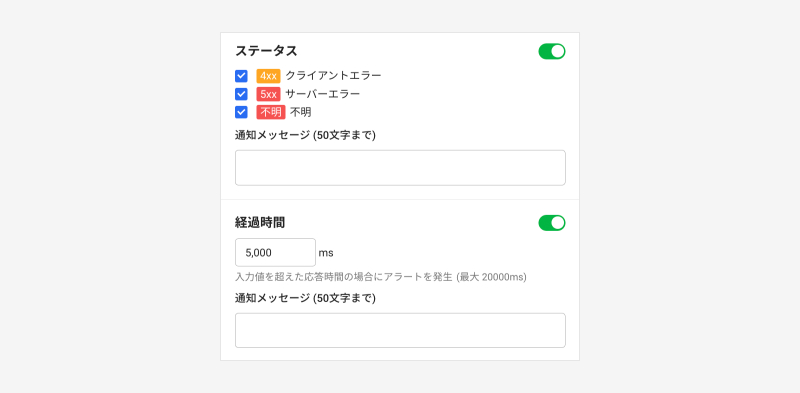 ステータス
4xx クライアントエラー
5xx サーバーエラー
不明 不明
通知メッセージ (50文字まで)
経過時間
5,000 ms
入力値を超えた応答時間の場合にアラートを発生 (最大 20000ms)
通知メッセージ (50文字まで)